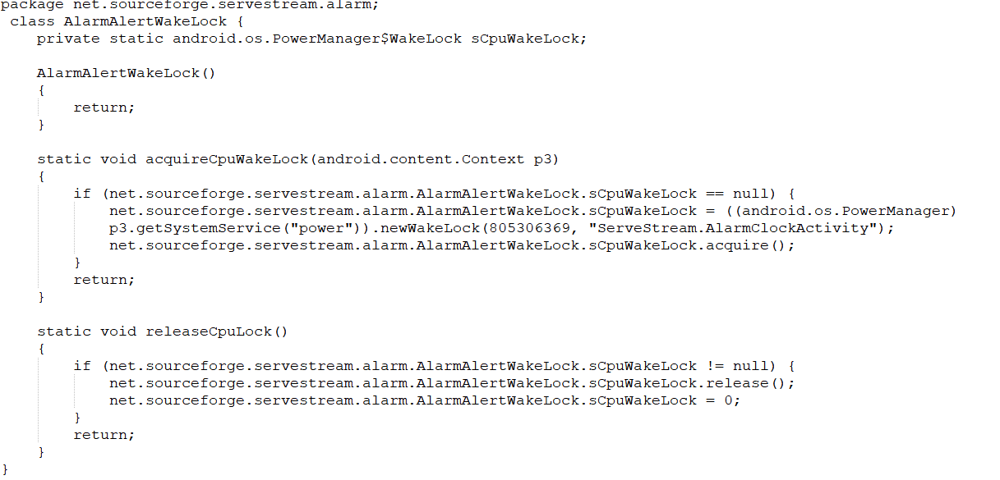 package net.sourceforge.servestream.alarm;
class AlarmAlertWakeLock {
private static android.os.PowerManager$WakeLock sCpuWakeLock;
AlarmAlertWakeLock()
{
return;
}
static void acquireCpuWakeLock(android.content.Context p3)
{
if (net.sourceforge.servestream.alarm.AlarmAlertWakeLock.sCpuWakeLock == null) {
net.sourceforge.servestream.alarm.AlarmAlertWakeLock.sCpuWakeLock = ((android.os.PowerManager)
p3.getSystemService("power")).newWakeLock(805306369, "ServeStream.AlarmClockActivity");
net.sourceforge.servestream.alarm.AlarmAlertWakeLock.sCpuWakeLock.acquire();
}
return;
}
static void releaseCpuLock()
{
if (net.sourceforge.servestream.alarm.AlarmAlertWakeLock.sCpuWakeLock != null) {
net.sourceforge.servestream.alarm.AlarmAlertWakeLock.sCpuWakeLock.release();
net.sourceforge.servestream.alarm.AlarmAlertWakeLock.sCpuWakeLock = 0;
}
return;
}
}